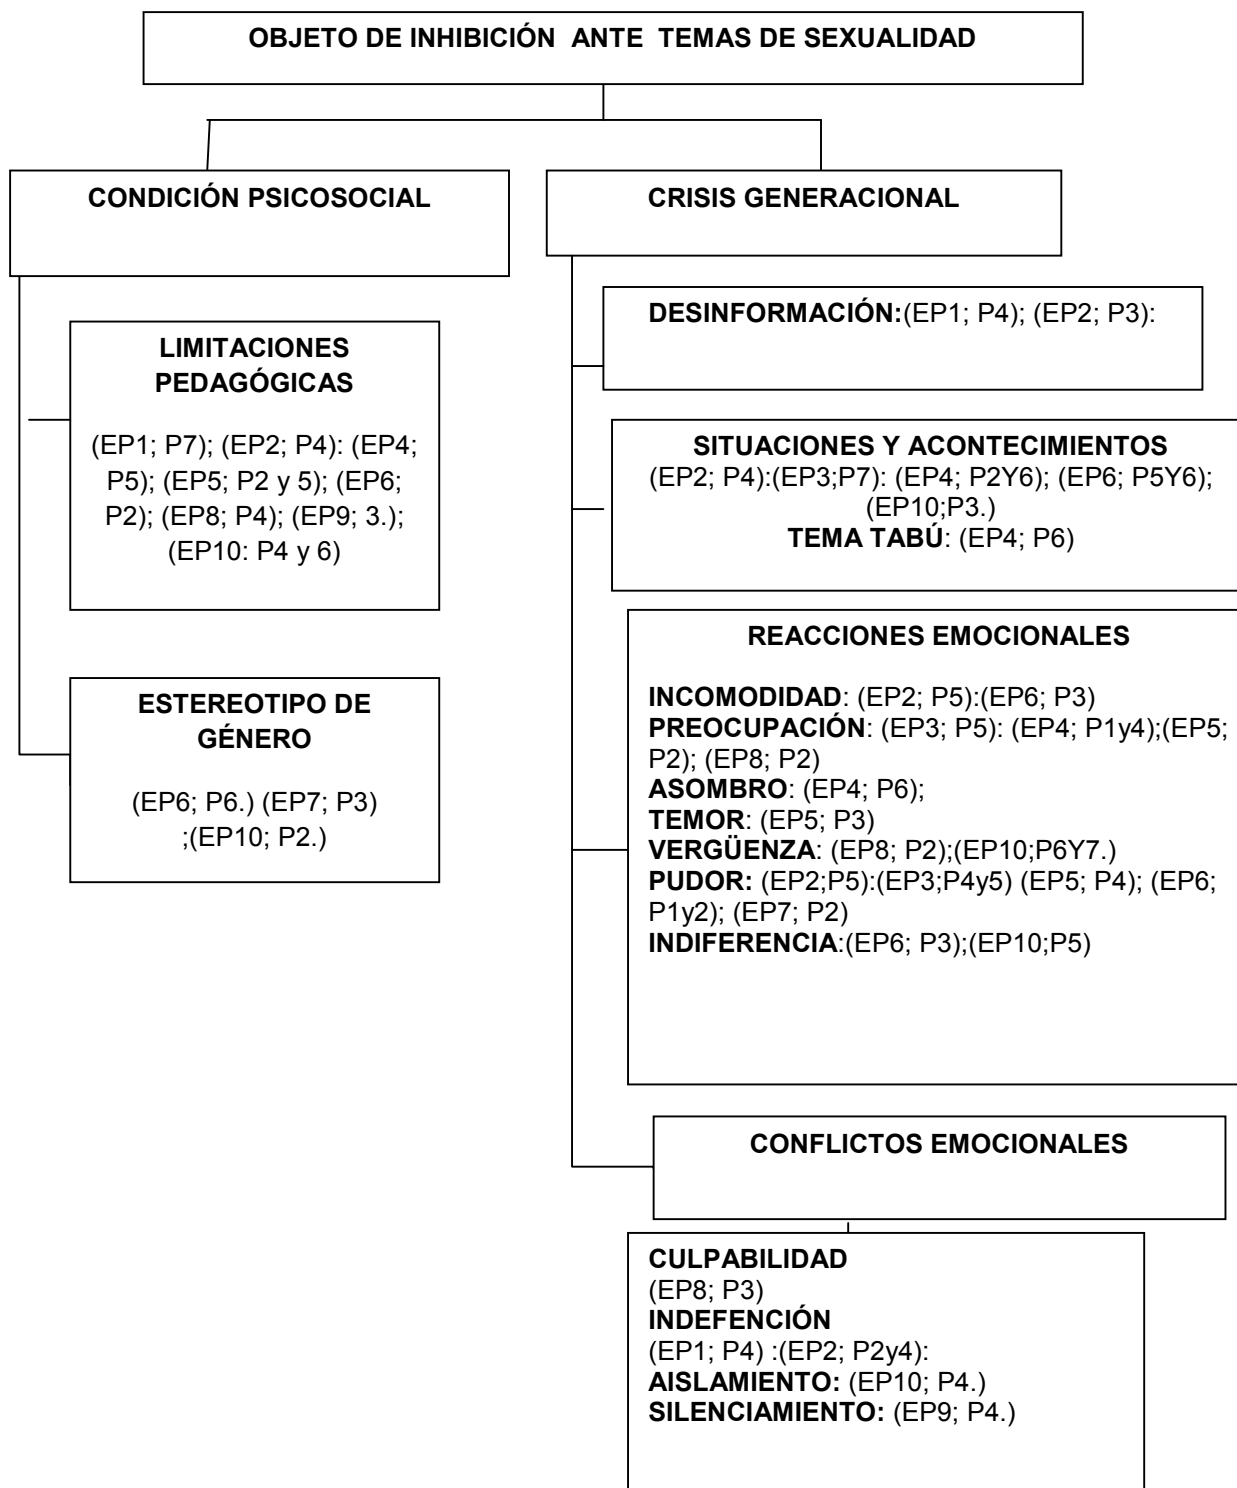 OBJETO DE INHIBICIÓN ANTE TEMAS DE SEXUALIDAD
CONDICIÓN PSICOSOCIAL
LIMITACIONES
PEDAGÓGICAS
(EP1; P7); (EP2; P4): (EP4;
P5); (EP5; P2 y 5); (EP6;
P2); (EP8; P4); (EP9; 3.);
(EP10: P4 y 6)
ESTEREOTIPO DE
GÉNERO
(EP6; P6.) (EP7; P3)
;(EP10; P2.)
CRISIS GENERACIONAL
DESINFORMACIÓN:(EP1; P4); (EP2; P3):
SITUACIONES Y ACONTECIMIENTOS
(EP2; P4):(EP3;P7): (EP4; P2Y6); (EP6; P5Y6);
(EP10;P3.)
TEMA TABÚ: (EP4; P6)
REACCIONES EMOCIONALES
INCOMODIDAD: (EP2; P5):(EP6; P3)
PREOCUPACIÓN: (EP3; P5): (EP4; P1y4);(EP5;
P2); (EP8; P2)
ASOMBRO: (EP4; P6);
TEMOR: (EP5; P3)
VERGÜENZA: (EP8; P2);(EP10;P6Y7.)
PUDOR: (EP2;P5):(EP3;P4y5) (EP5; P4); (EP6;
P1y2); (EP7; P2)
INDIFERENCIA:(EP6; P3);(EP10;P5)
CONFLICTOS EMOCIONALES
CULPABILIDAD
(EP8; P3)
INDEFENCIÓN
(EP1; P4) :(EP2; P2y4):
AISLAMIENTO: (EP10; P4.)
SILENCIAMIENTO: (EP9; P4.)